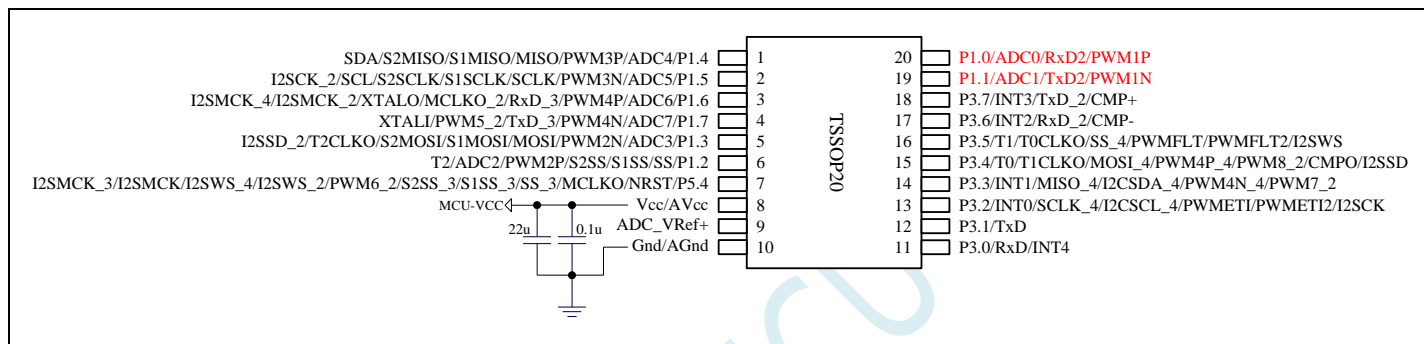 SDA/S2MISO/S1MISO/MISO/PWM3P/ADC4/P1.4 1 20 P1.0/ADC0/RxD2/PWM1P
I2SCK_2/SCL/S2SCLK/S1SCLK/SCLK/PWM3N/ADC5/P1.5 2 19 P1.1/ADC1/TxD2/PWM1N
I2SMCK_4/I2SMCK_2/XTALO/MCLKO_2/RxD_3/PWM4P/ADC6/P1.6 3 18 P3.7/INT3/TxD_2/CMP+
XTALI/PWM5_2/TxD_3/PWM4N/ADC7/P1.7 4 17 P3.6/INT2/RxD_2/CMP-
I2SSD_2/T2CLKO/S2MOSI/S1MOSI/MOSI/PWM2N/ADC3/P1.3 5 16 P3.5/T1/T0CLKO/SS_4/PWMFLT/PWMFLT2/I2SWS
T2/ADC2/PWM2P/S2SS/S1SS/SS/P1.2 6 15 P3.4/T0/T1CLKO/MOSI_4/PWM4P_4/PWM8_2/CMPO/I2SSD
I2SMCK_3/I2SMCK/I2SWS_4/I2SWS_2/PWM6_2/S2SS_3/S1SS_3/SS_3/MCLKO/NRST/P5.4 7 14 P3.3/INT1/MISO_4/I2CSDA_4/PWM4N_4/PWM7_2
MCU-VCC Vcc/AVcc 8 13 P3.2/INT0/SCLK_4/I2CSCL_4/PWMETI/PWMETI2/I2SCK
22u 0.1u ADC_VRef+ 9 12 P3.1/TxD
Gnd/AGnd 10 11 P3.0/RxD/INT4
TSSOP20